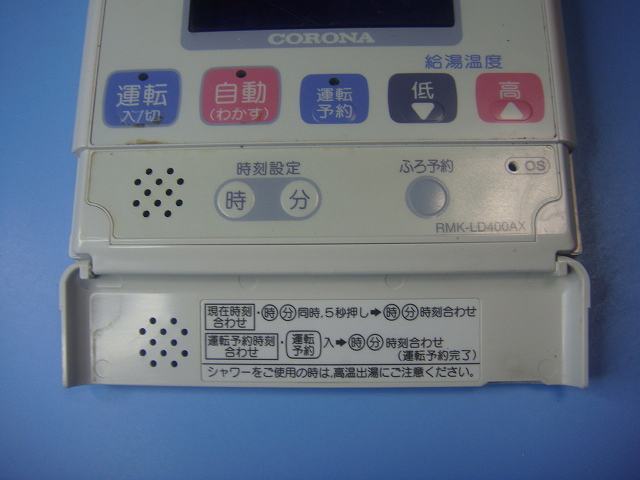 CORONA
給湯温度
運転
入/切
自動
(わかす)
運転
予約
低
高
時刻設定
時 分
ふろ予約
OS
RMK-LD400AX
現在時刻
合わせ
・時分同時、5秒押し➡時分時刻合わせ
運転予約時刻
合わせ
・運転
予約
入➡時分時刻合わせ
(運転予約完了)
シャワーをご使用の時は、高温出湯にご注意ください。